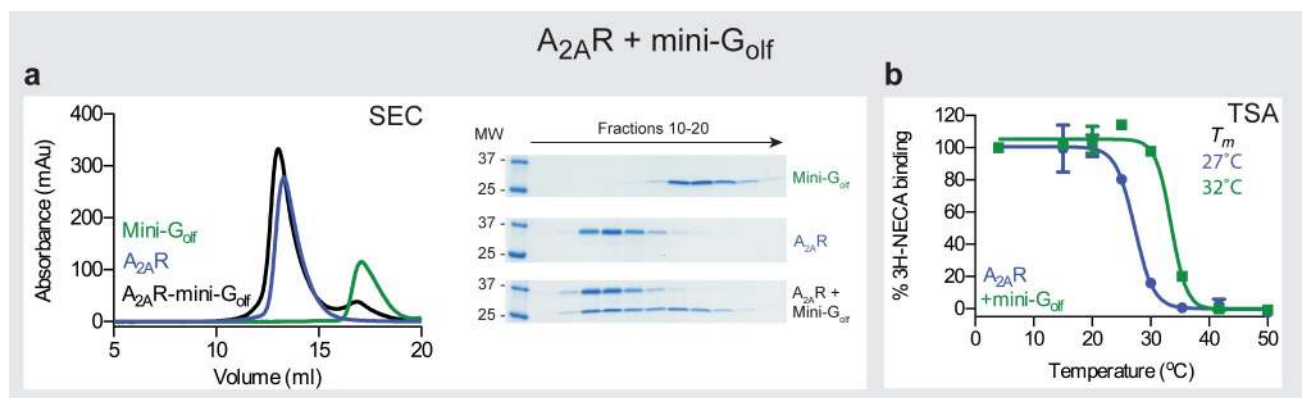 A2AR + mini-Golf
a
SEC
Absorbance (mAu)
400
300
200
100
0
Mini-Golf
A2AR
A2AR-mini-Golf
5
10
15
20
Volume (ml)
MW
Fractions 10-20
37 -
25 -
Mini-Golf
37 -
25 -
A2AR
37 -
25 -
A2AR +
Mini-Golf
b
TSA
% 3H-NECA binding
120
100
80
60
40
20
0
Tm
27°C
32°C
A2AR
+mini-Golf
0
10
20
30
40
50
Temperature (°C)